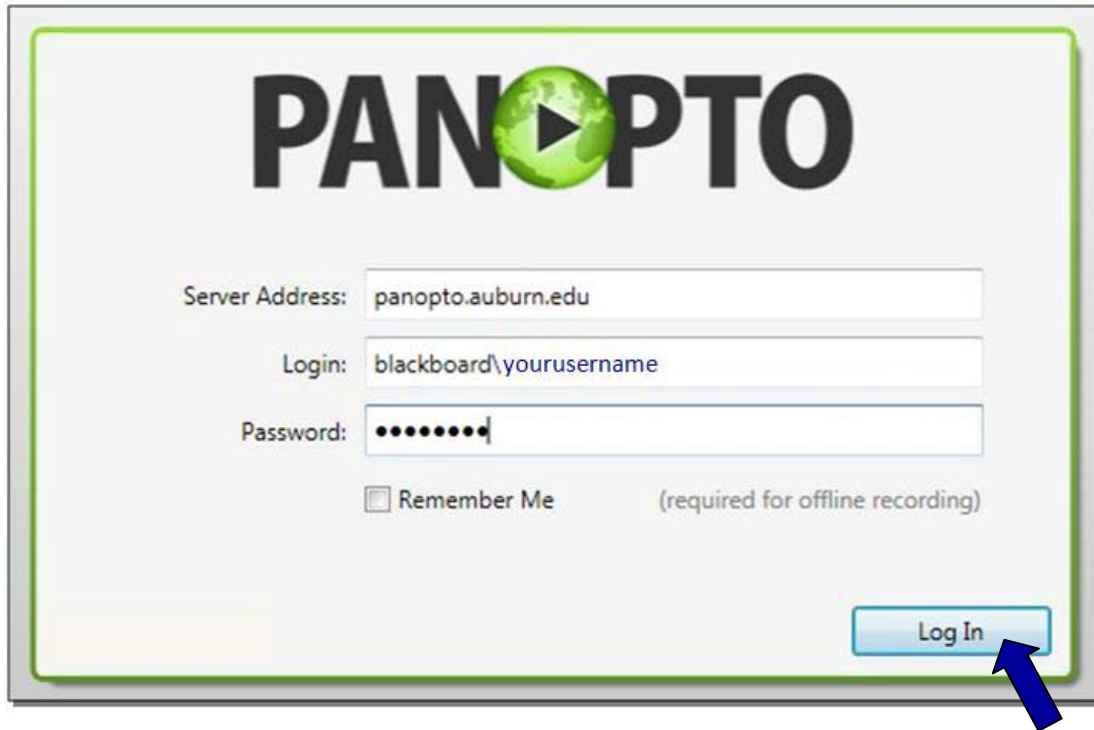 PANOPTO
Server Address: panopto.auburn.edu
Login: blackboard\yourusername
Password: ••••••••
Remember Me (required for offline recording)
Log In